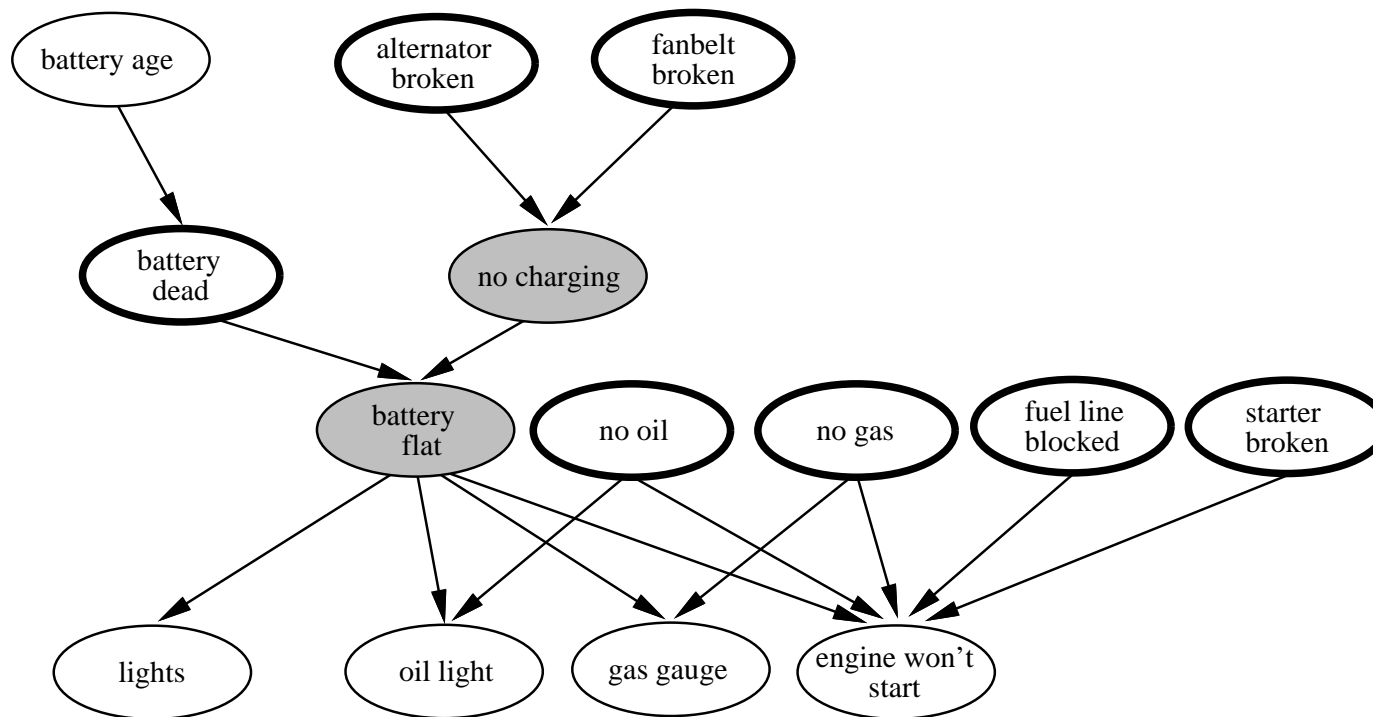 battery age
alternator
broken
fanbelt
broken
battery
dead
no charging
battery
flat
no oil
no gas
fuel line
blocked
starter
broken
lights
oil light
gas gauge
engine won't
start